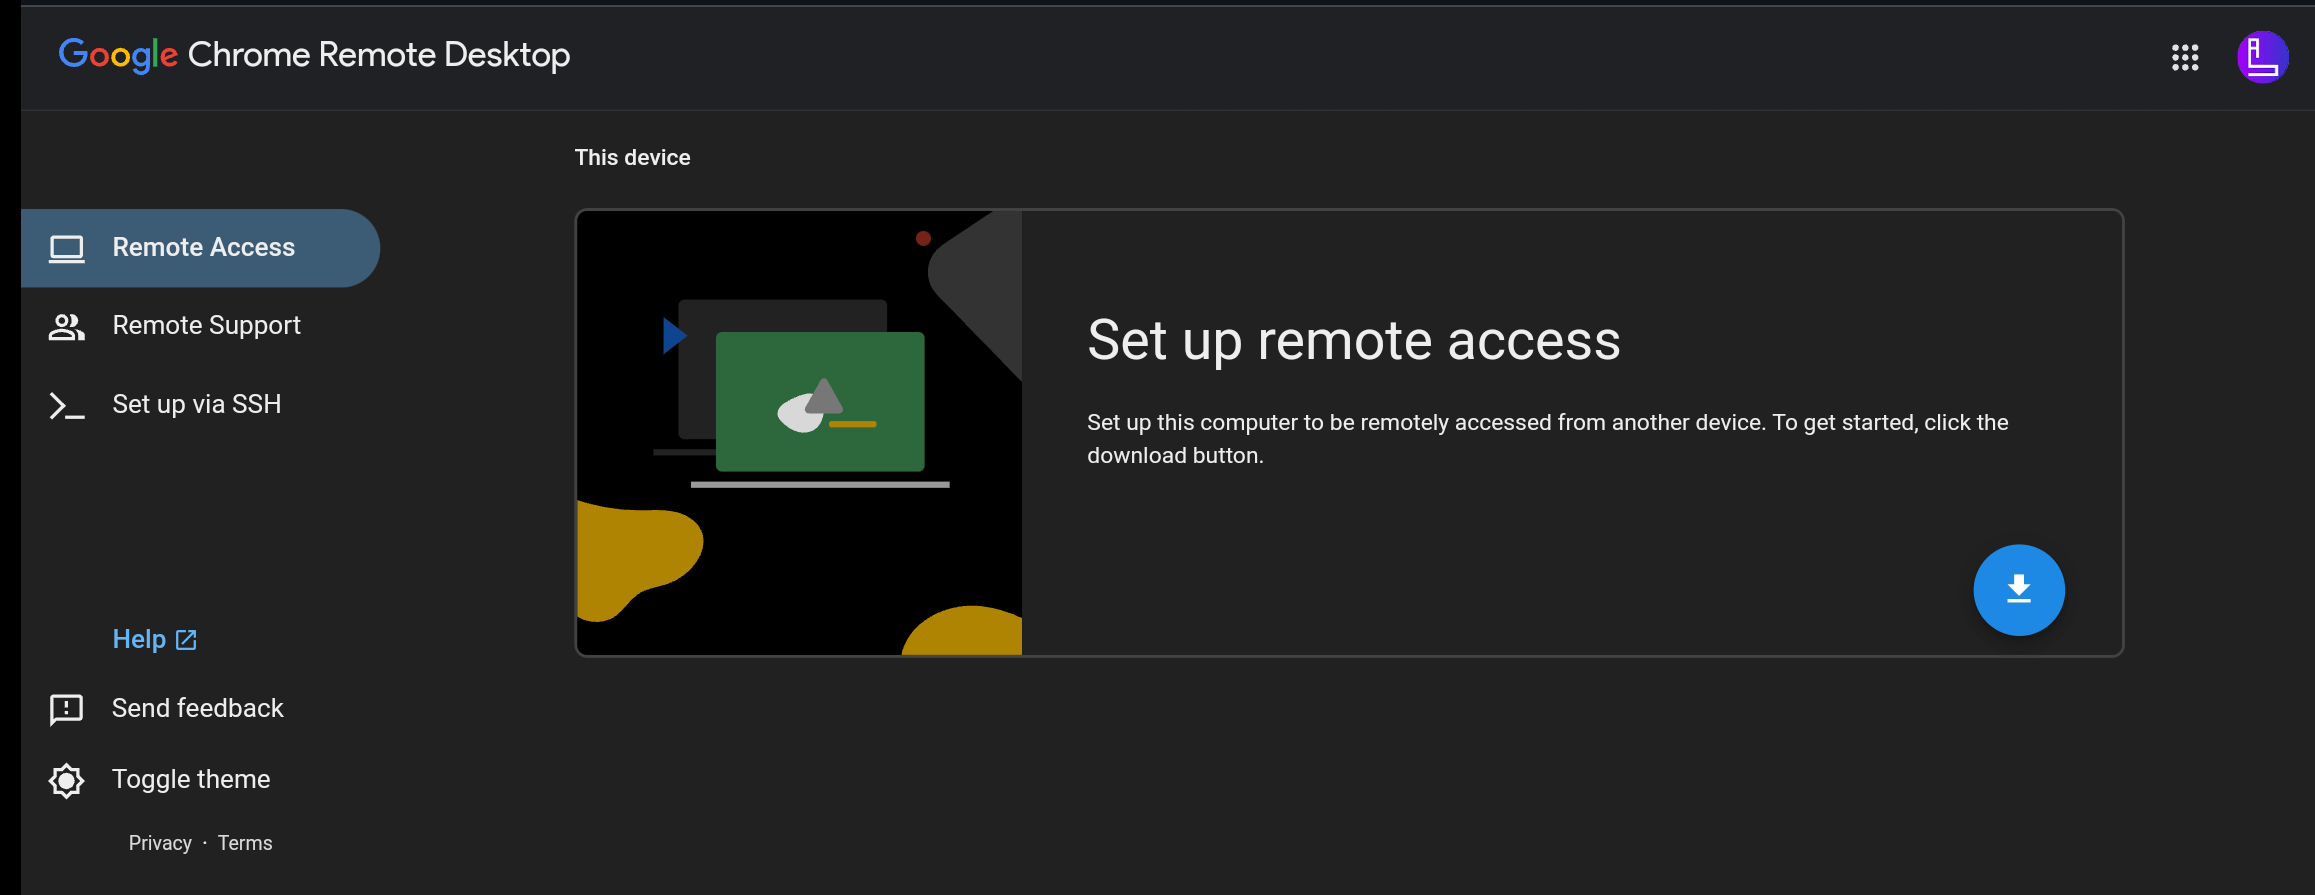 Google Chrome Remote Desktop
This device
Remote Access
Remote Support
Set up via SSH
Set up remote access
Set up this computer to be remotely accessed from another device. To get started, click the
download button.
Help
Send feedback
Toggle theme
Privacy · Terms